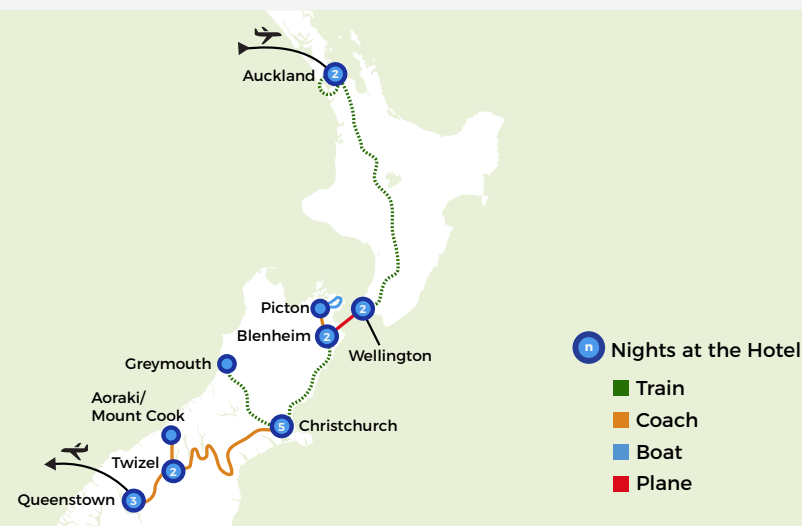 Auckland
2
Picton
2
Blenheim
2
Wellington
Greymouth
Aoraki/
Mount Cook
5
Christchurch
Twizel
2
Queenstown
3
n
Nights at the Hotel
Train
Coach
Boat
Plane